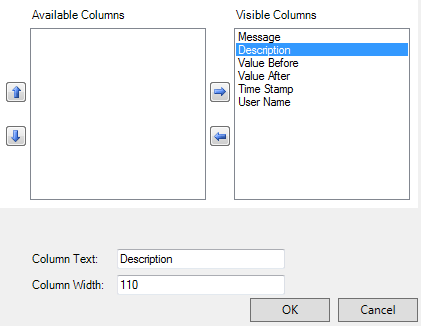 Available Columns
Visible Columns
Message
Description
Value Before
Value After
Time Stamp
User Name
Column Text: Description
Column Width: 110
OK Cancel